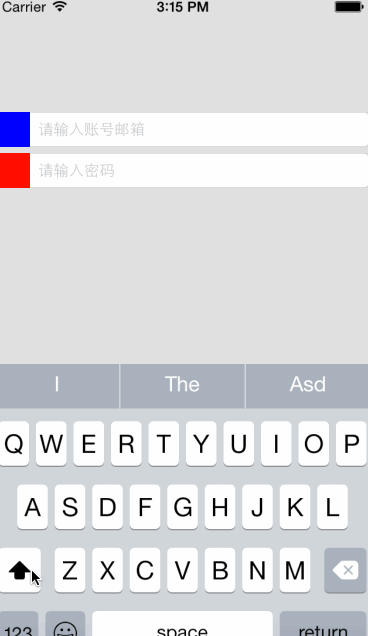 Carrier 3:15 PM
请输入账号邮箱
请输入密码
I The Asd
Q W E R T Y U I O P
A S D F G H J K L
Z X C V B N M
123 space return